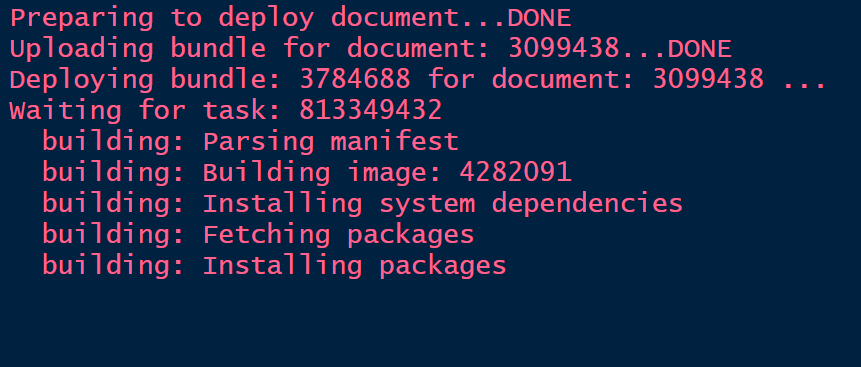 Preparing to deploy document...DONE
Uploading bundle for document: 3099438...DONE
Deploying bundle: 3784688 for document: 3099438 ...
Waiting for task: 813349432
  building: Parsing manifest
  building: Building image: 4282091
  building: Installing system dependencies
  building: Fetching packages
  building: Installing packages